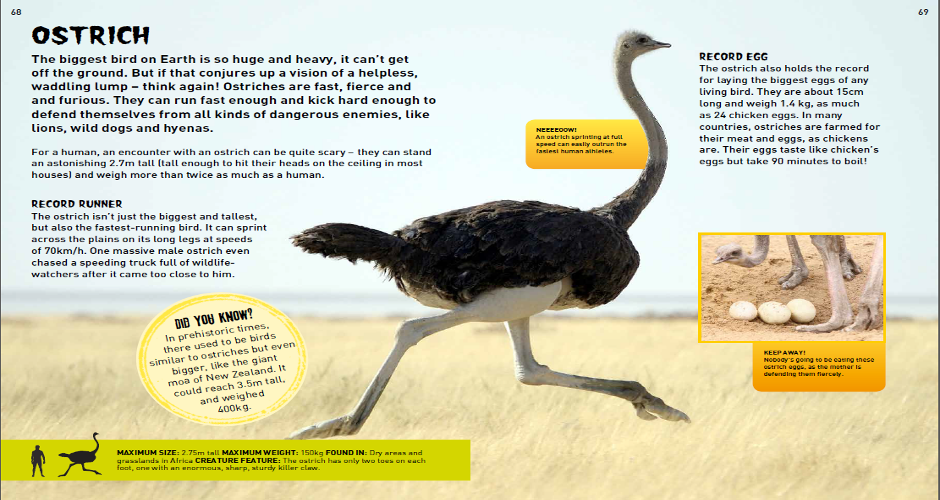 68
69
OSTRICH
The biggest bird on Earth is so huge and heavy, it can't get
off the ground. But if that conjures up a vision of a helpless,
waddling lump – think again! Ostriches are fast, fierce and
and furious. They can run fast enough and kick hard enough to
defend themselves from all kinds of dangerous enemies, like
lions, wild dogs and hyenas.
For a human, an encounter with an ostrich can be quite scary – they can stand
an astonishing 2.7m tall (tall enough to hit their heads on the ceiling in most
houses) and weigh more than twice as much as a human.
RECORD RUNNER
The ostrich isn't just the biggest and tallest,
but also the fastest-running bird. It can sprint
across the plains on its long legs at speeds
of 70km/h. One massive male ostrich even
chased a speeding truck full of wildlife-
watchers after it came too close to him.
DID YOU KNOW?
In prehistoric times,
there used to be birds
similar to ostriches but even
bigger, like the giant
moa of New Zealand. It
could reach 3.5m tall,
and weighed
400kg.
NEEEEOOW!
An ostrich sprinting at full
speed can easily outrun the
fastest human athletes.
RECORD EGG
The ostrich also holds the record
for laying the biggest eggs of any
living bird. They are about 15cm
long and weigh 1.4 kg, as much
as 24 chicken eggs. In many
countries, ostriches are farmed for
their meat and eggs, as chickens
are. Their eggs taste like chicken's
eggs but take 90 minutes to boil!
KEEP AWAY!
Nobody's going to be eating these
ostrich eggs, as the mother is
defending them fiercely.
MAXIMUM SIZE: 2.75m tall MAXIMUM WEIGHT: 150kg FOUND IN: Dry areas and
grasslands in Africa CREATURE FEATURE: The ostrich has only two toes on each
foot, one with an enormous, sharp, sturdy killer claw.